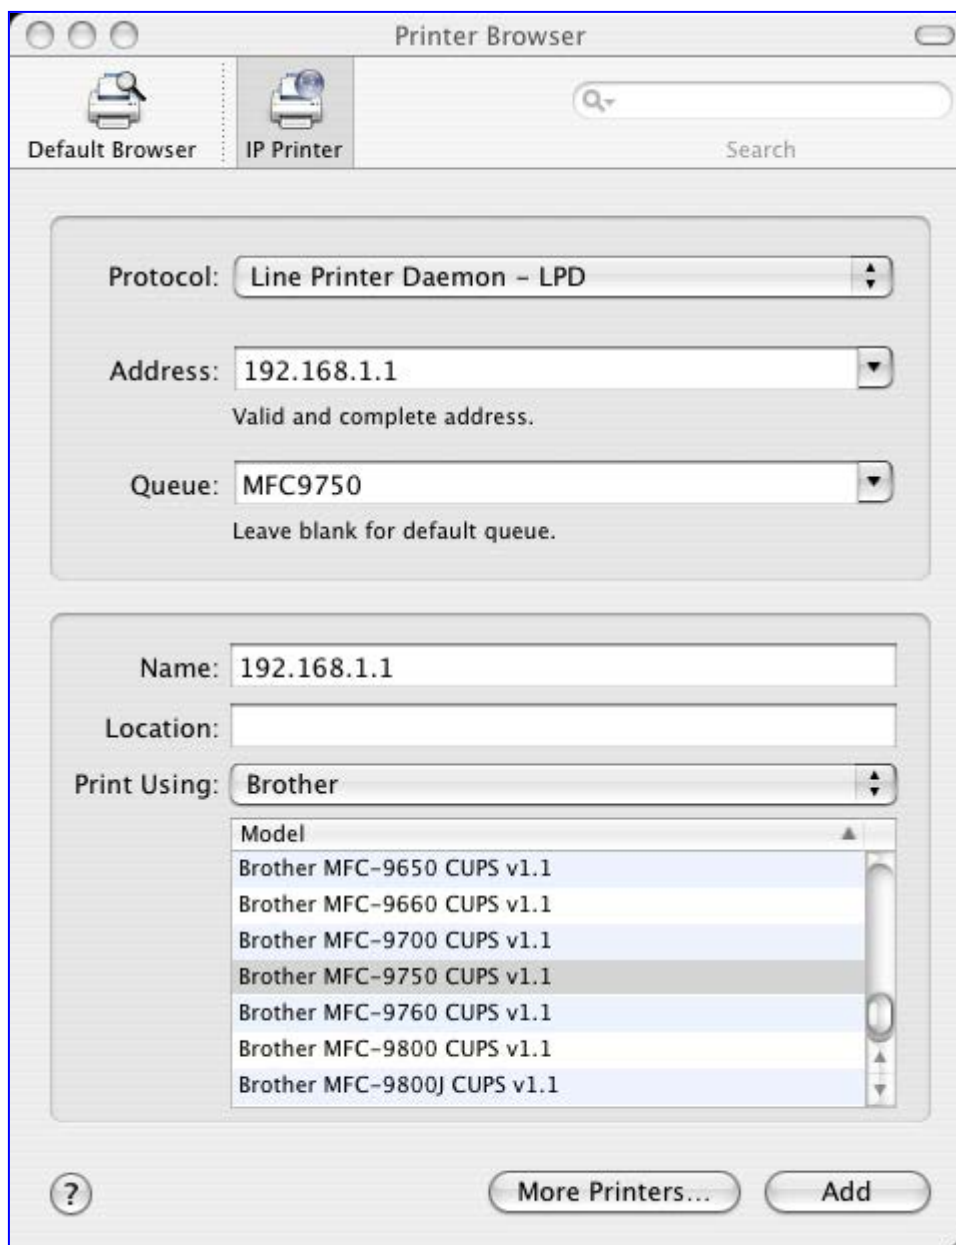 Printer Browser
Default Browser
IP Printer
Search
Protocol: Line Printer Daemon – LPD
Address: 192.168.1.1
Valid and complete address.
Queue: MFC9750
Leave blank for default queue.
Name: 192.168.1.1
Location:
Print Using: Brother
Model
Brother MFC-9650 CUPS v1.1
Brother MFC-9660 CUPS v1.1
Brother MFC-9700 CUPS v1.1
Brother MFC-9750 CUPS v1.1
Brother MFC-9760 CUPS v1.1
Brother MFC-9800 CUPS v1.1
Brother MFC-9800J CUPS v1.1
?
More Printers...
Add